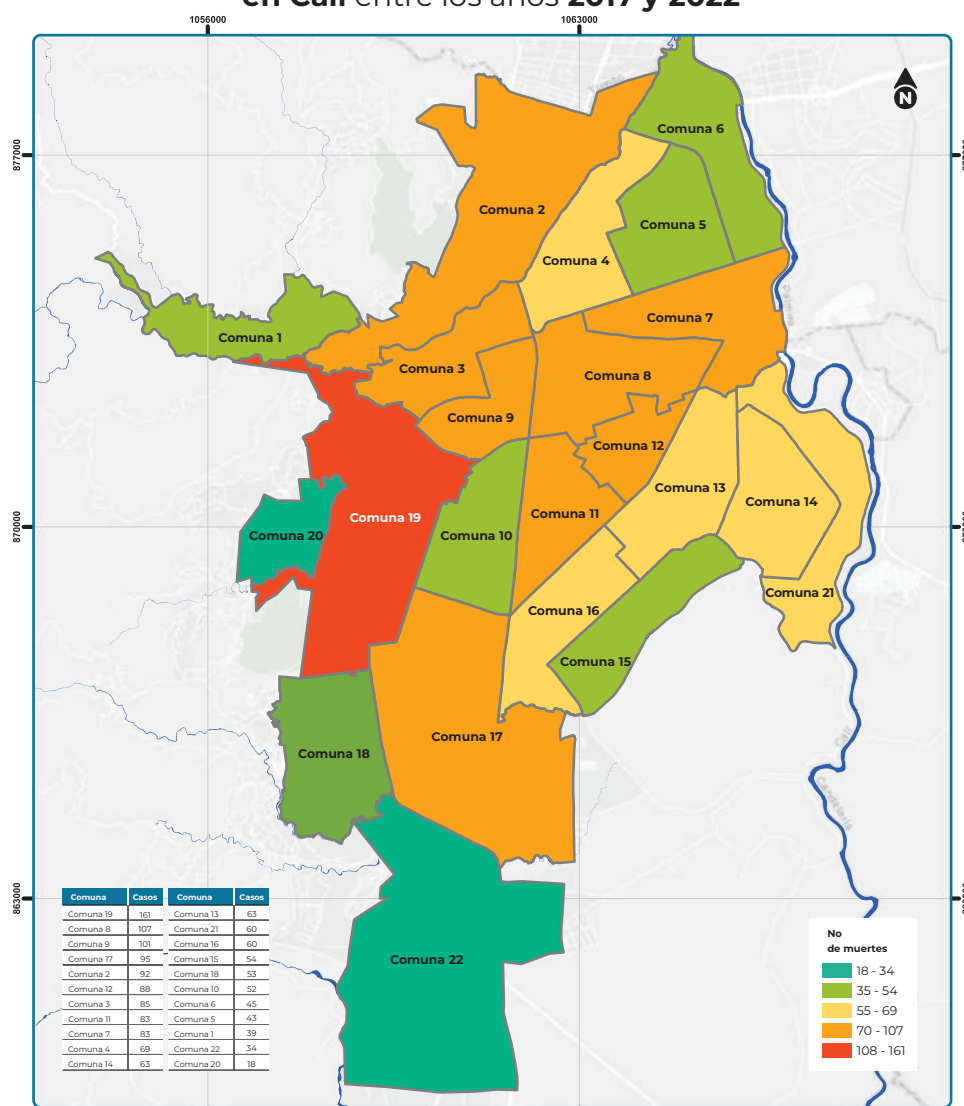 en Cali entre los años 2017 y 2022
1056000
1063000
N
877000
Comuna 6
Comuna 2
Comuna 5
Comuna 4
Palmira
Comuna 7
Comuna 1
Comuna 3
Comuna 8
Comuna 9
Comuna 12
Comuna 13
Comuna 14
Comuna 19
Comuna 11
870000
Comuna 20
Comuna 10
Comuna 21
Comuna 16
Comuna 15
Comuna 17
Cali
Comuna 18
Candelaria
863000
Comuna 22
Comuna Casos Comuna Casos
Comuna 19 161 Comuna 13 63
Comuna 8 107 Comuna 21 60
Comuna 9 101 Comuna 16 60
Comuna 17 95 Comuna 15 54
Comuna 2 92 Comuna 18 53
Comuna 12 88 Comuna 10 52
Comuna 3 85 Comuna 6 45
Comuna 11 83 Comuna 5 43
Comuna 7 83 Comuna 1 39
Comuna 4 69 Comuna 22 34
Comuna 14 63 Comuna 20 18
No
de muertes
18 - 34
35 - 54
55 - 69
70 - 107
108 - 161